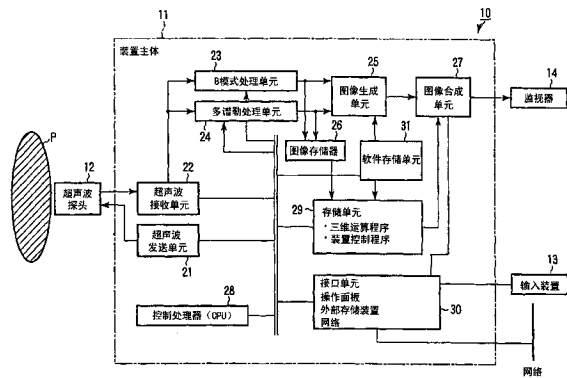 10
11
装置主体
23
B模式处理单元
25
图像生成
单元
27
图像合成
单元
14
监视器
多谱勒处理单元
24
26
图像存储器
31
软件存储单元
P
12
超声波
探头
22
超声波
接收单元
29
存储单元
·三维运算程序
·装置控制程序
超声波
发送单元
21
13
输入装置
接口单元
操作面板
外部存储装置
网络
30
28
控制处理器(CPU)
网络